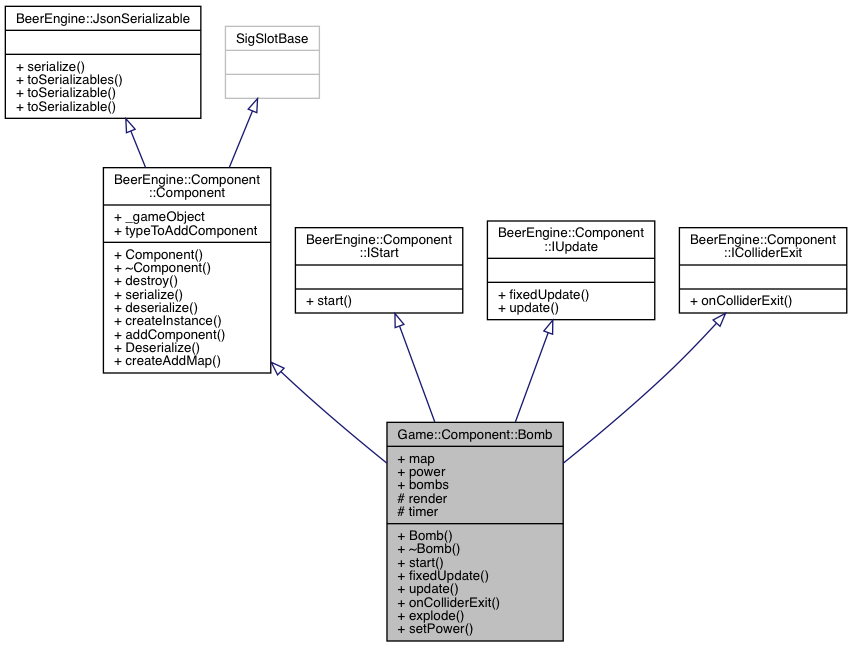 BeerEngine::JsonSerializable
+ serialize()
+ toSerializables()
+ toSerializable()
+ toSerializable()
SigSlotBase
BeerEngine::Component
::Component
+ _gameObject
+ typeToAddComponent
+ Component()
+ ~Component()
+ destroy()
+ serialize()
+ deserialize()
+ createInstance()
+ addComponent()
+ Deserialize()
+ createAddMap()
BeerEngine::Component
::IStart
+ start()
BeerEngine::Component
::IUpdate
+ fixedUpdate()
+ update()
BeerEngine::Component
::IColliderExit
+ onColliderExit()
Game::Component::Bomb
+ map
+ power
+ bombs
# render
# timer
+ Bomb()
+ ~Bomb()
+ start()
+ fixedUpdate()
+ update()
+ onColliderExit()
+ explode()
+ setPower()